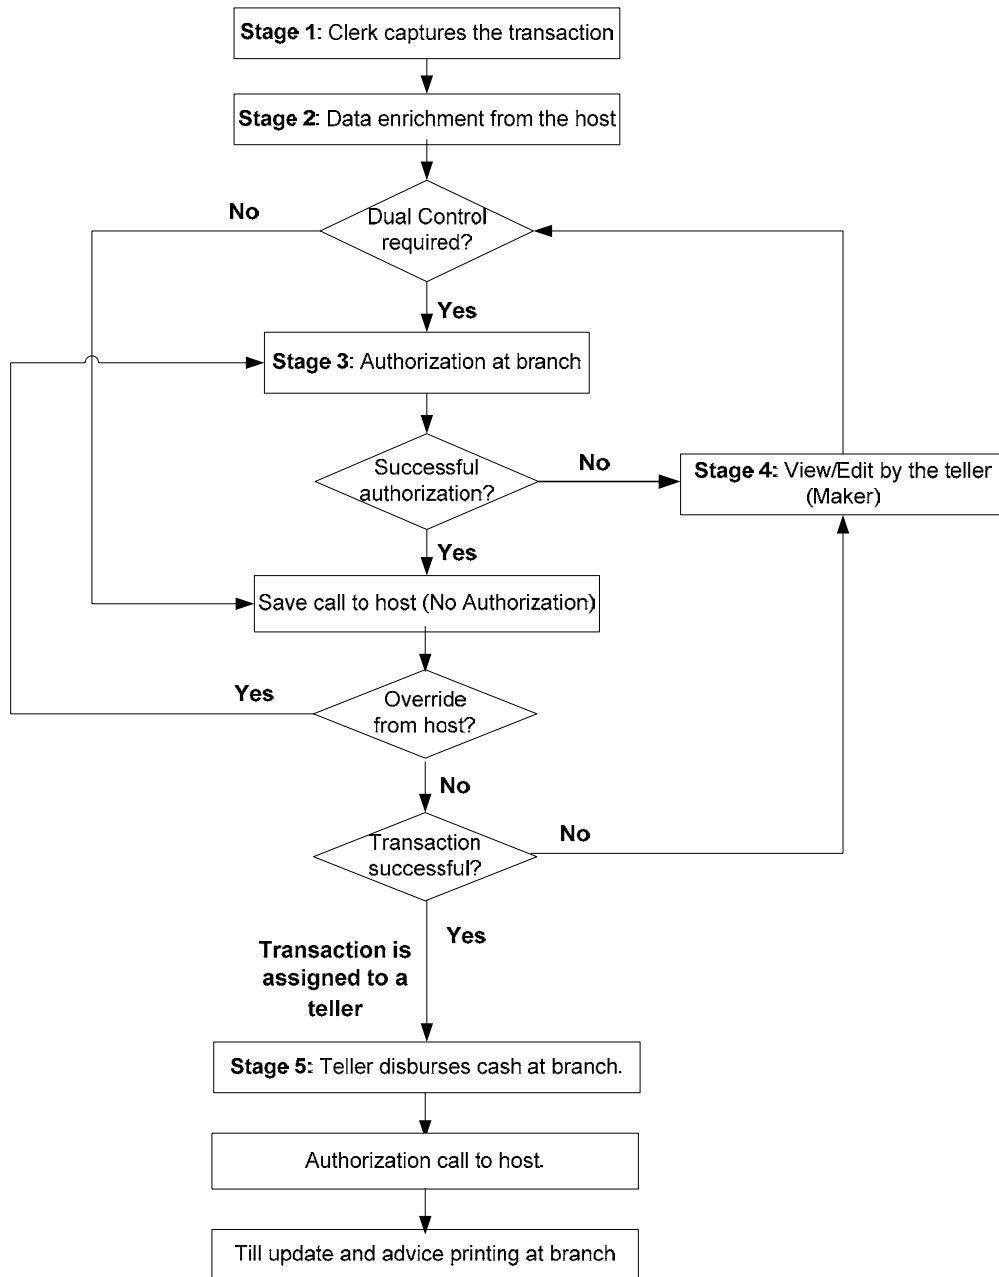 Stage 1: Clerk captures the transaction
Stage 2: Data enrichment from the host
No
Dual Control
required?
Yes
Stage 3: Authorization at branch
Successful
authorization?
No
Stage 4: View/Edit by the teller
(Maker)
Yes
Save call to host (No Authorization)
Yes
Override
from host?
No
Transaction
successful?
No
Yes
Transaction is
assigned to a
teller
Stage 5: Teller disburses cash at branch.
Authorization call to host.
Till update and advice printing at branch